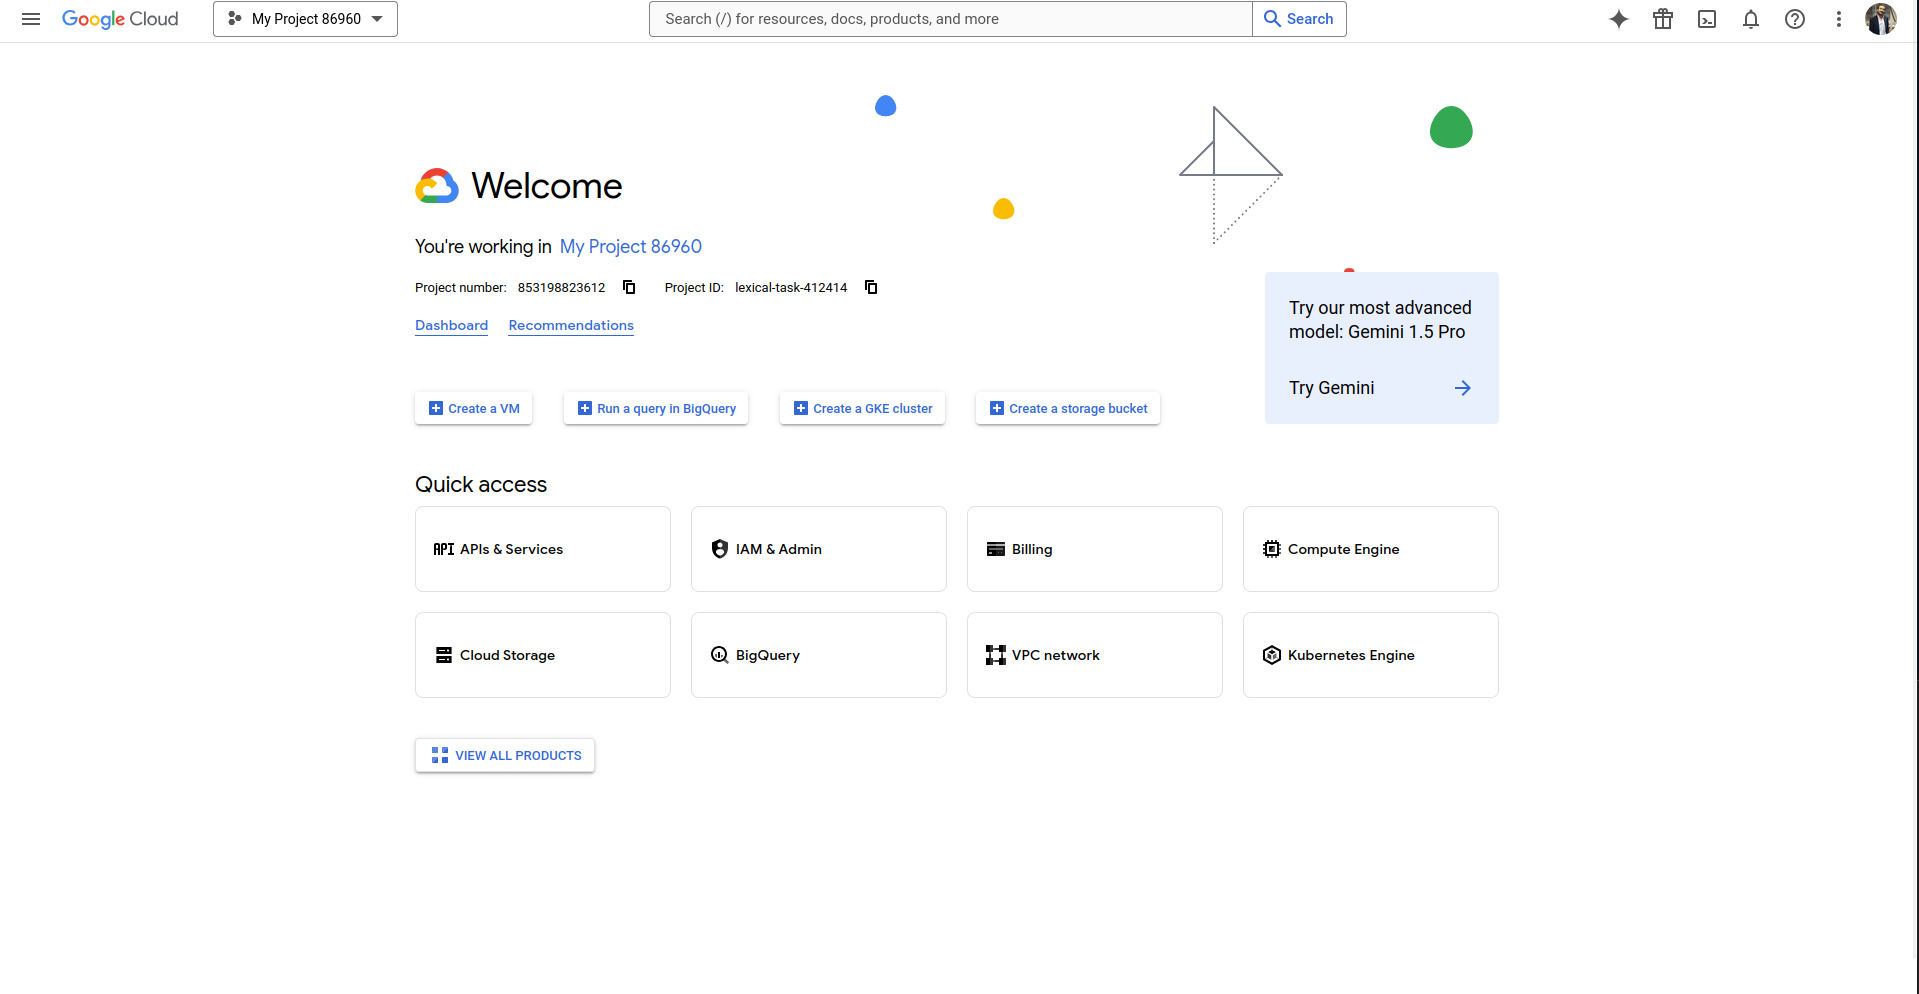 Google Cloud
My Project 86960
Search (/) for resources, docs, products, and more
Search
Welcome
You're working in My Project 86960
Project number: 853198823612
Project ID: lexical-task-412414
Dashboard
Recommendations
Try our most advanced
model: Gemini 1.5 Pro
Try Gemini
Create a VM
Run a query in BigQuery
Create a GKE cluster
Create a storage bucket
Quick access
API APIs & Services
IAM & Admin
Billing
Compute Engine
Cloud Storage
BigQuery
VPC network
Kubernetes Engine
VIEW ALL PRODUCTS